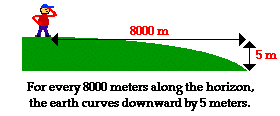 8000 m
5 m
For every 8000 meters along the horizon,
the earth curves downward by 5 meters.